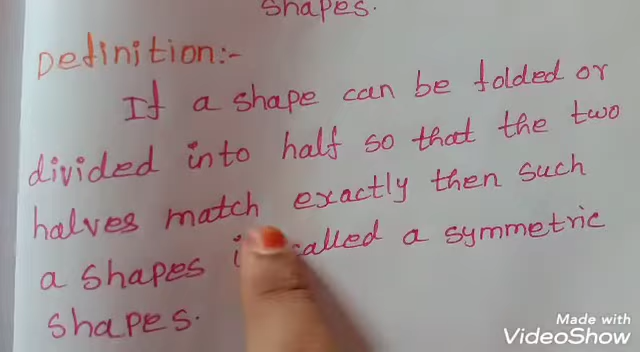 shapes.
Definition:-
If a shape can be folded or
divided into half so that the two
halves match exactly then such
a shapes called a symmetric
shapes.
Made with
VideoShow